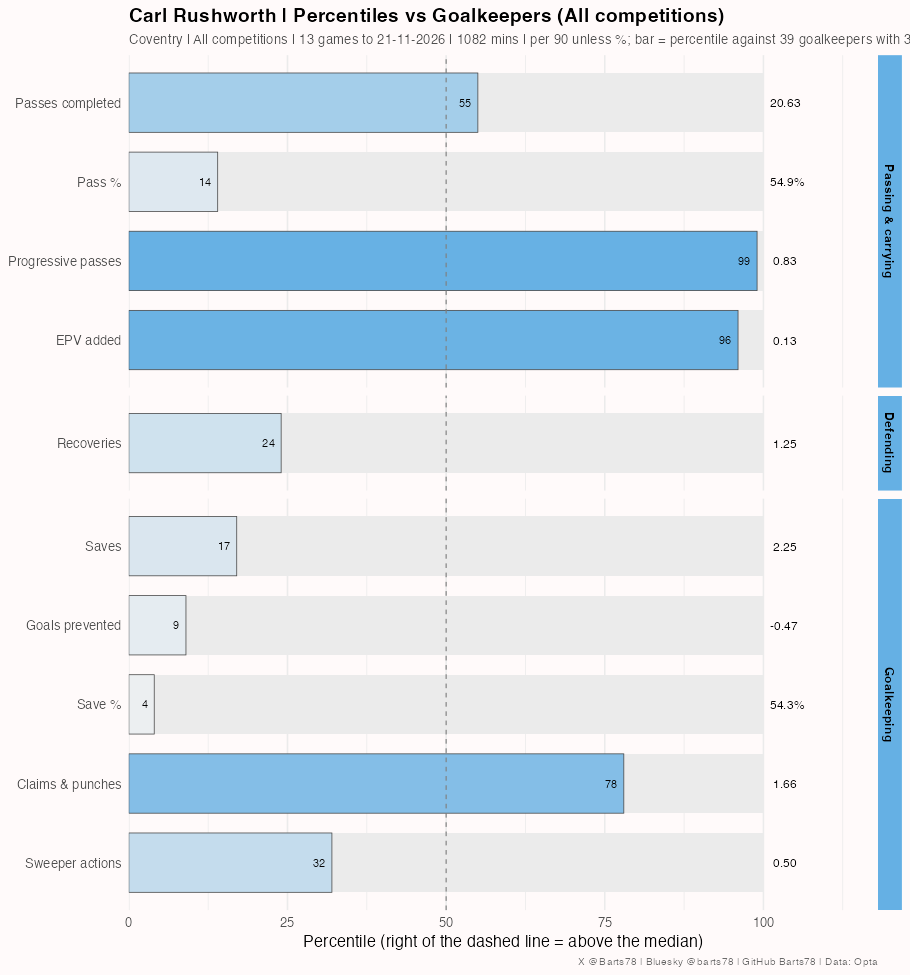 Carl Rushworth | Percentiles vs Goalkeepers (All competitions)
Coventry | All competitions | 13 games to 21-11-2026 | 1082 mins | per 90 unless %; bar = percentile against 39 goalkeepers with 3
Passes completed 55 20.63
Pass % 14 54.9%
Progressive passes 99 0.83
EPV added 96 0.13
Passing & carrying
Recoveries 24 1.25
Defending
Saves 17 2.25
Goals prevented 9 -0.47
Save % 4 54.3%
Claims & punches 78 1.66
Sweeper actions 32 0.50
Goalkeeping
0 25 50 75 100
Percentile (right of the dashed line = above the median)
X @Barts78 | Bluesky @barts78 | GitHub Barts78 | Data: Opta